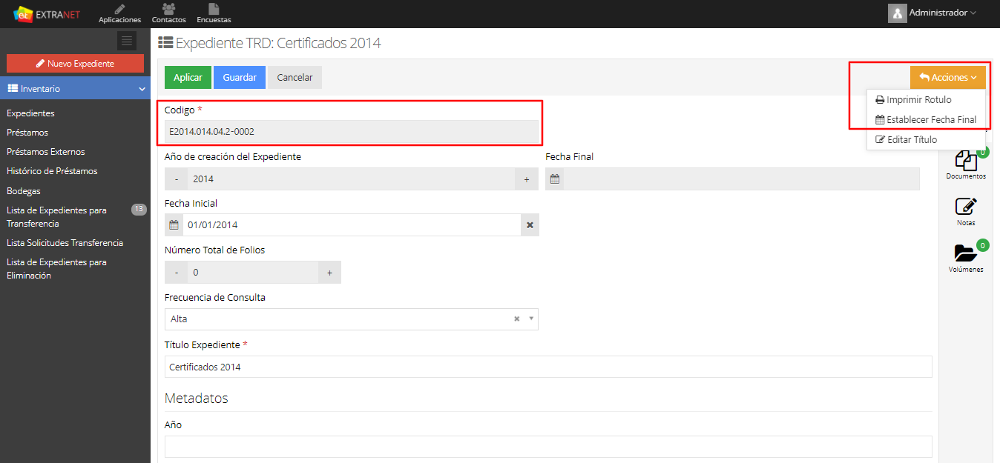 et EXTRANET
Aplicaciones
Contactos
Encuestas
Administrador
Nuevo Expediente
Inventario
Expedientes
Préstamos
Préstamos Externos
Histórico de Préstamos
Bodegas
Lista de Expedientes para
Transferencia
13
Lista Solicitudes Transferencia
Lista de Expedientes para
Eliminación
Expediente TRD: Certificados 2014
Aplicar
Guardar
Cancelar
Acciones
Imprimir Rotulo
Establecer Fecha Final
Editar Título
Codigo *
E2014.014.04.2-0002
Año de creación del Expediente
- 2014 +
Fecha Final
Fecha Inicial
01/01/2014
Número Total de Folios
- 0 +
Frecuencia de Consulta
Alta
Título Expediente *
Certificados 2014
Metadatos
Año
0
Documentos
Notas
0
Volúmenes